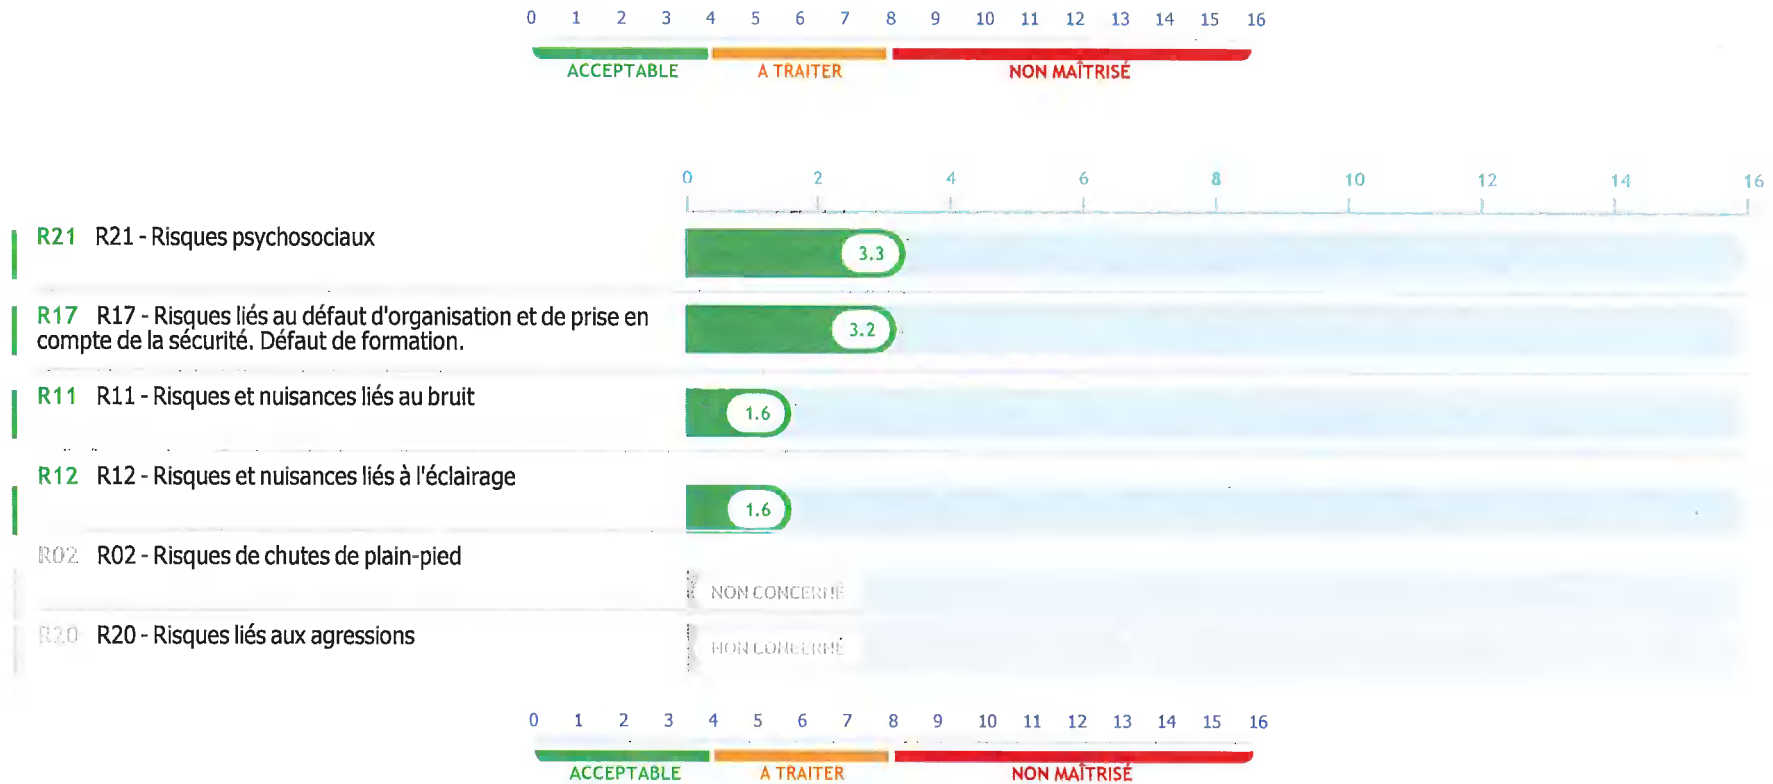 0 1 2 3 4 5 6 7 8 9 10 11 12 13 14 15 16
ACCEPTABLE A TRAITER NON MAÎTRISÉ
0 2 4 6 8 10 12 14 16
R21 R21 - Risques psychosociaux
3.3
R17 R17 - Risques liés au défaut d'organisation et de prise en
compte de la sécurité. Défaut de formation.
3.2
R11 R11 - Risques et nuisances liés au bruit
1.6
R12 R12 - Risques et nuisances liés à l'éclairage
1.6
R02 R02 - Risques de chutes de plain-pied
NON CONCERNÉ
R20 R20 - Risques liés aux agressions
NON CONCERNÉ
0 1 2 3 4 5 6 7 8 9 10 11 12 13 14 15 16
ACCEPTABLE A TRAITER NON MAÎTRISÉ